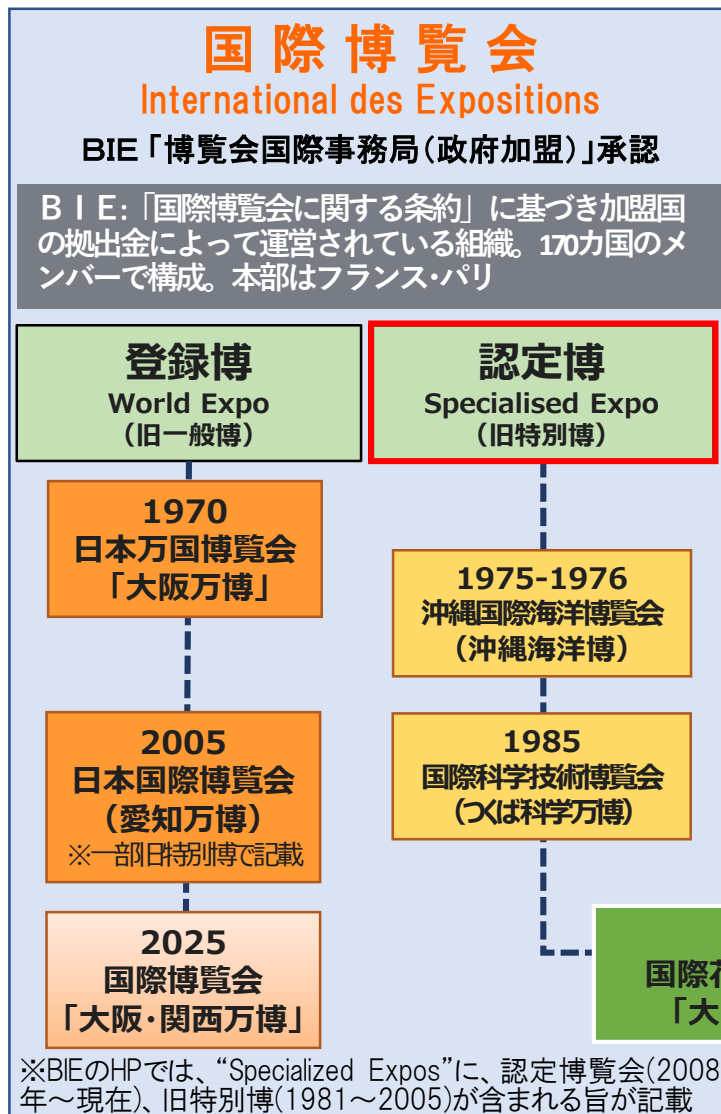 国際博覧会
International des Expositions
BIE「博覧会国際事務局(政府加盟)」承認
BIE:「国際博覧会に関する条約」に基づき加盟国
の拠出金によって運営されている組織。170カ国のメ
ンバーで構成。本部はフランス・パリ
登録博
World Expo
(旧一般博)
認定博
Specialised Expo
(旧特別博)
1970
日本万国博覧会
「大阪万博」
1975-1976
沖縄国際海洋博覧会
(沖縄海洋博)
2005
日本国際博覧会
(愛知万博)
※一部旧特別博で記載
1985
国際科学技術博覧会
(つくば科学万博)
2025
国際博覧会
「大阪・関西万博」
国際花
「大
※BIEのHPでは、“Specialized Expos”に、認定博覧会(2008
年～現在)、旧特別博(1981～2005)が含まれる旨が記載